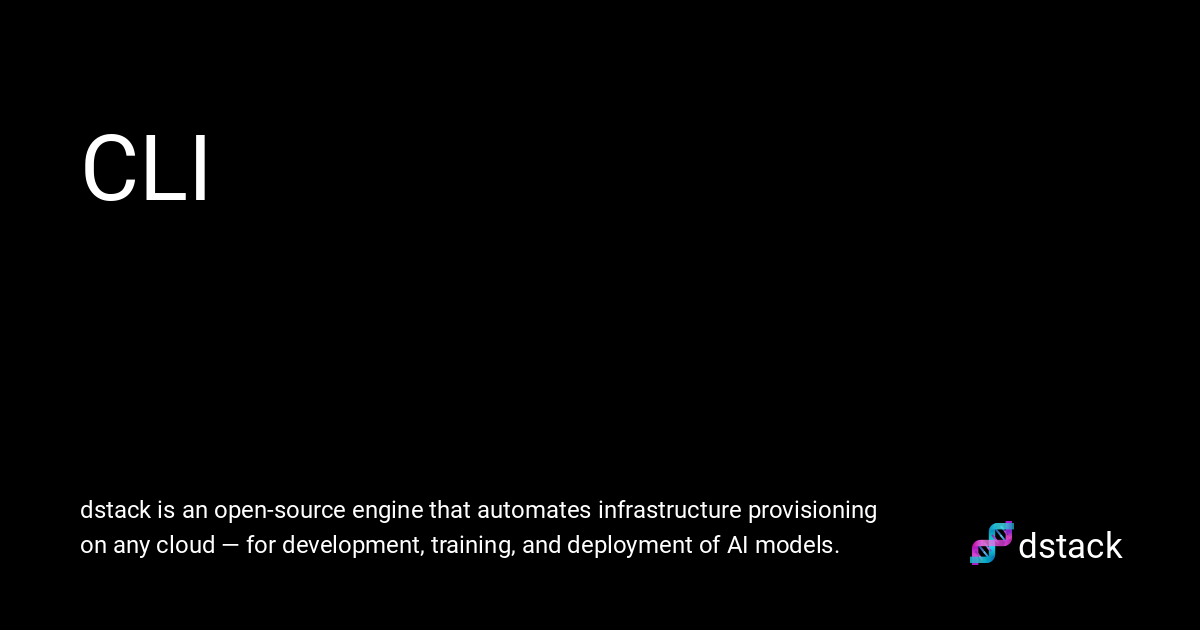 CLI
dstack is an open-source engine that automates infrastructure provisioning
on any cloud — for development, training, and deployment of AI models.
dstack